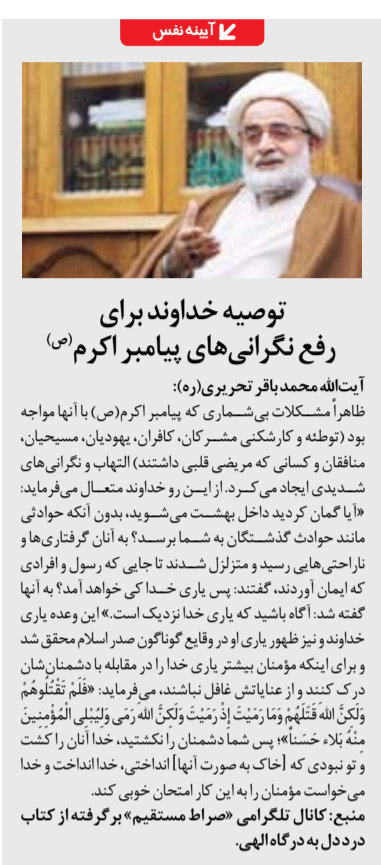 آیینه نفس
توصیه خداوند برای
رفع نگرانی‌های پیامبر اکرم(ص)
آیت‌الله محمدباقر تحریری(ره):
ظاهراً مشکلات بی‌شماری که پیامبر اکرم(ص) با آنها مواجه
بود (توطئه و کارشکنی مشرکان، کافران، یهودیان، مسیحیان،
منافقان و کسانی که مریضی قلبی داشتند) التهاب و نگرانی‌های
شدیدی ایجاد می‌کرد. از این رو خداوند متعال می‌فرماید:
«آیا گمان کردید داخل بهشت می‌شوید، بدون آنکه حوادثی
مانند حوادث گذشتگان به شما برسد؟ به آنان گرفتاری‌ها و
ناراحتی‌هایی رسید و متزلزل شدند تا جایی که رسول و افرادی
که ایمان آوردند، گفتند: پس یاری خدا کی خواهد آمد؟ به آنها
گفته شد: آگاه باشید که یاری خدا نزدیک است.» این وعده یاری
خداوند و نیز ظهور یاری او در وقایع گوناگون صدر اسلام محقق شد
و برای اینکه مؤمنان بیشتر یاری خدا را در مقابله با دشمنان‌شان
درک کنند و از عنایاتش غافل نباشند، می‌فرماید: «فَلَمْ تَقْتُلُوهُمْ
وَلَكِنَّ اللَّهَ قَتَلَهُمْ وَمَا رَمَيْتَ إِذْ رَمَيْتَ وَلَكِنَّ اللَّهَ رَمَى وَلِيُبْلِيَ الْمُؤْمِنِينَ
مِنْهُ بَلَاء حَسَناً»؛ پس شما دشمنان را نکشتید، خدا آنان را کشت
و تو نبودی که [خاک به صورت آنها] انداختی، خدا انداخت و خدا
می‌خواست مؤمنان را به این کار امتحان خوبی کند.
منبع: کانال تلگرامی «صراط مستقیم» برگرفته از کتاب
درد دل به درگاه الهی.